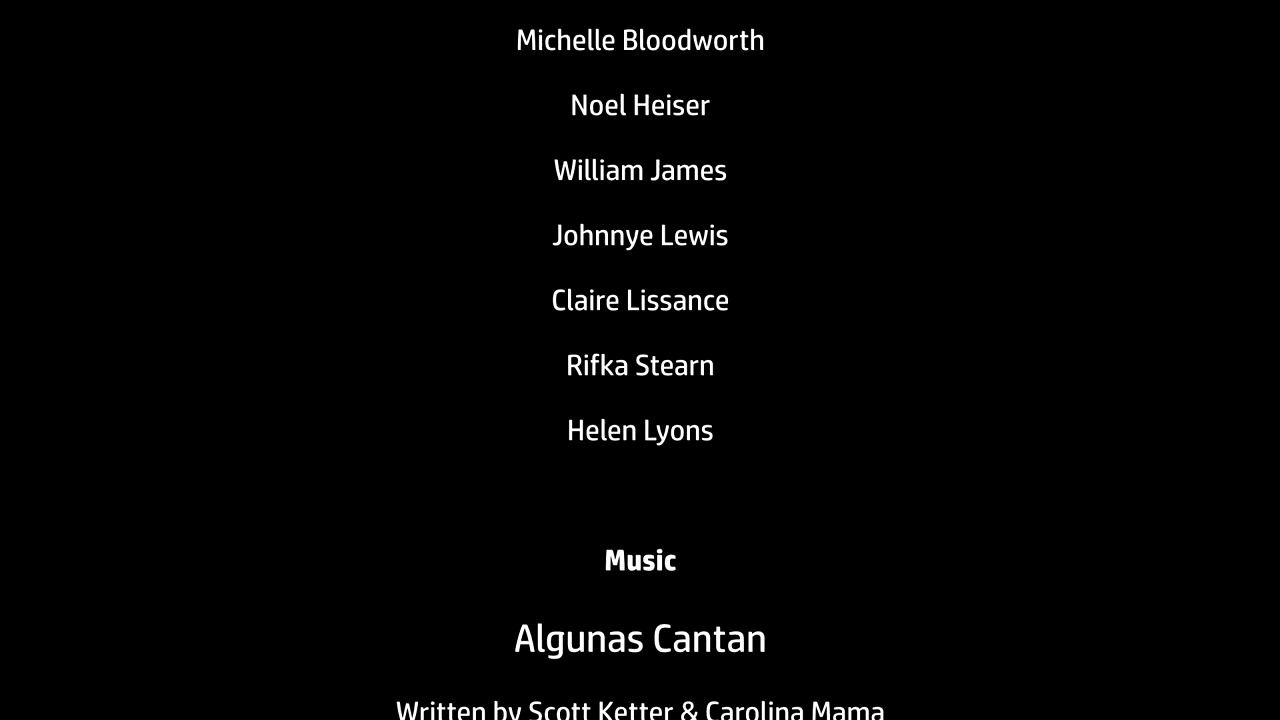 Michelle Bloodworth
Noel Heiser
William James
Johnnye Lewis
Claire Lissance
Rifka Stearn
Helen Lyons
Music
Algunas Cantan
Written by Scott Ketter & Carolina Mama